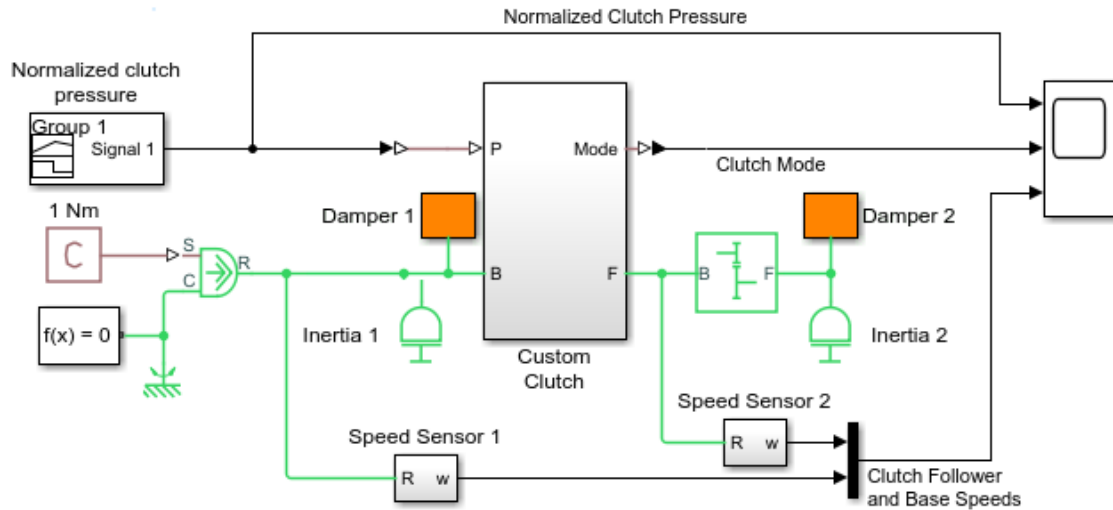 Normalized Clutch Pressure
Normalized clutch
pressure
Group 1
Signal 1
P
Mode
Clutch Mode
1 Nm
C
S
C
R
Damper 1
Damper 2
B
F
B
F
f(x) = 0
Inertia 1
Inertia 2
Custom
Clutch
Speed Sensor 2
R
w
Speed Sensor 1
R
w
Clutch Follower
and Base Speeds